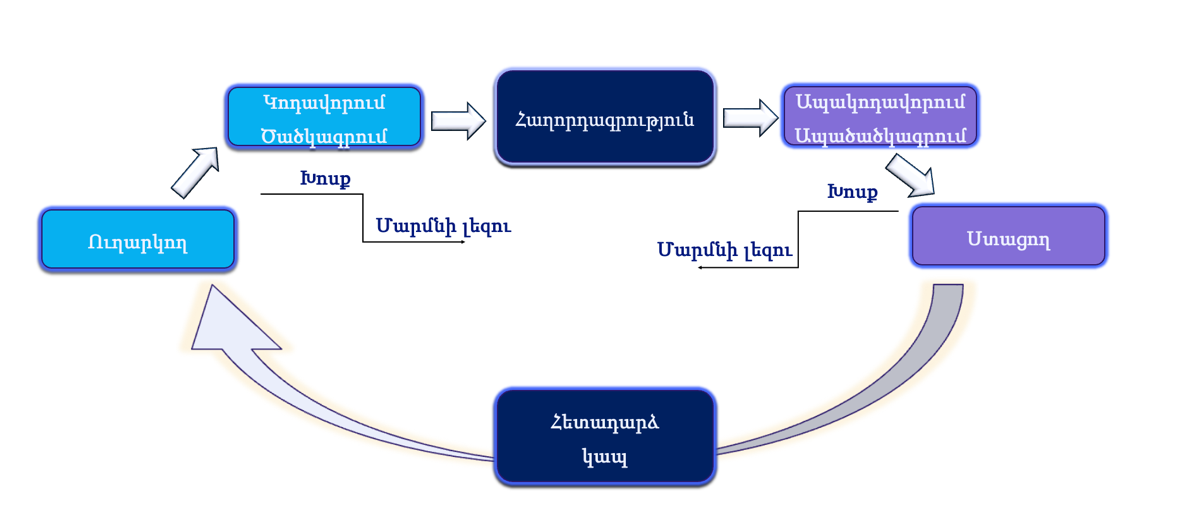 Կոդավորում
Ծածկագրում
Հաղորդագրություն
Ապակոդավորում
Ապածածկագրում
Խոսք
Մարմնի լեզու
Խոսք
Մարմնի լեզու
Ուղարկող
Ստացող
Հետադարձ
կապ